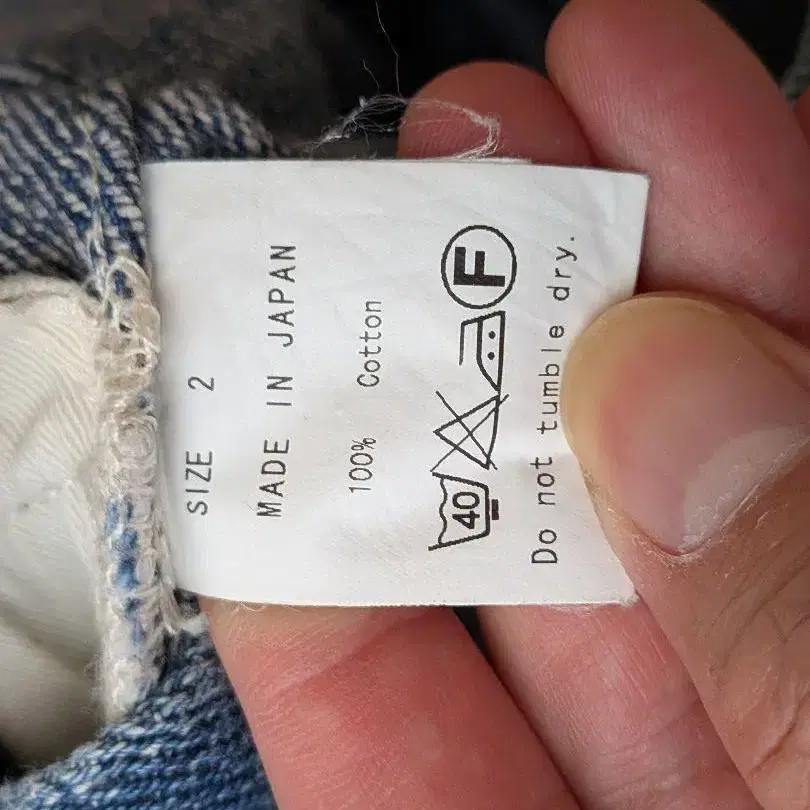 SIZE 2
MADE IN JAPAN
100% Cotton
40 F
Do not tumble dry.